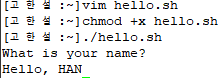 [고 한 설 :~]vim hello.sh
[고 한 설 :~]chmod +x hello.sh
[고 한 설 :~]./hello.sh
What is your name?
Hello, HAN_